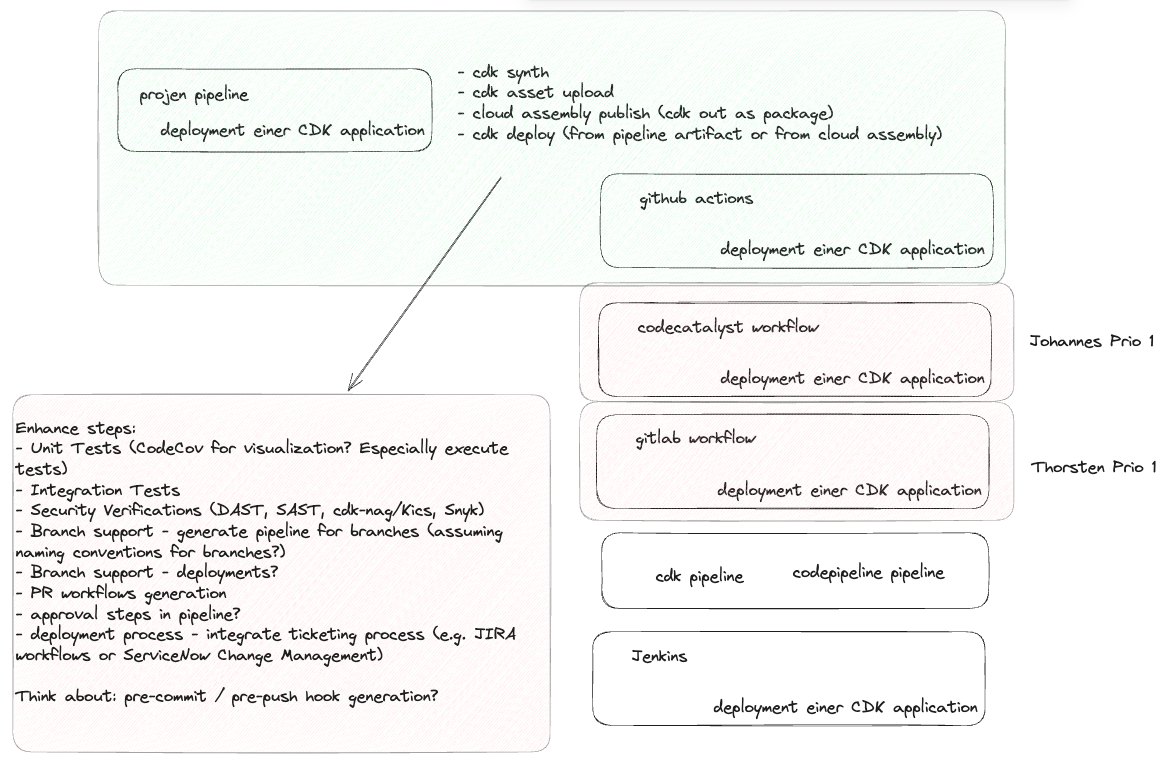 projen pipeline
deployment einer CDK application
- cdk synth
- cdk asset upload
- cloud assembly publish (cdk out as package)
- cdk deploy (from pipeline artifact or from cloud assembly)
github actions
deployment einer CDK application
codecatalyst workflow
deployment einer CDK application
Johannes Prio 1
gitlab workflow
deployment einer CDK application
Thorsten Prio 1
cdk pipeline
codepipeline pipeline
Jenkins
deployment einer CDK application
Enhance steps:
- Unit Tests (CodeCov for visualization? Especially execute
tests)
- Integration Tests
- Security Verifications (DAST, SAST, cdk-nag/Kics, Snyk)
- Branch support - generate pipeline for branches (assuming
naming conventions for branches?)
- Branch support - deployments?
- PR workflows generation
- approval steps in pipeline?
- deployment process - integrate ticketing process (e.g. JIRA
workflows or ServiceNow Change Management)
Think about: pre-commit / pre-push hook generation?